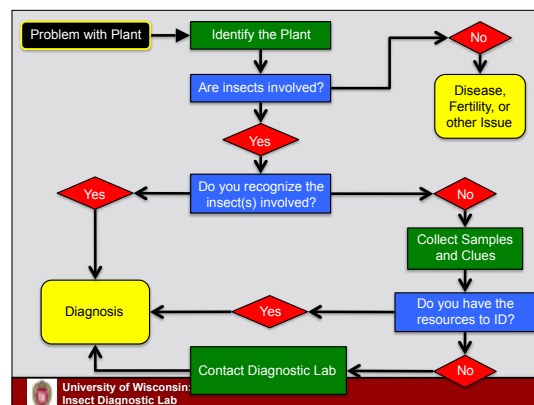 Problem with Plant
Identify the Plant
No
Are insects involved?
Disease,
Fertility, or
other Issue
Yes
Yes
Do you recognize the
insect(s) involved?
No
Collect Samples
and Clues
Diagnosis
Yes
Do you have the
resources to ID?
Contact Diagnostic Lab
No
University of Wisconsin:
Insect Diagnostic Lab